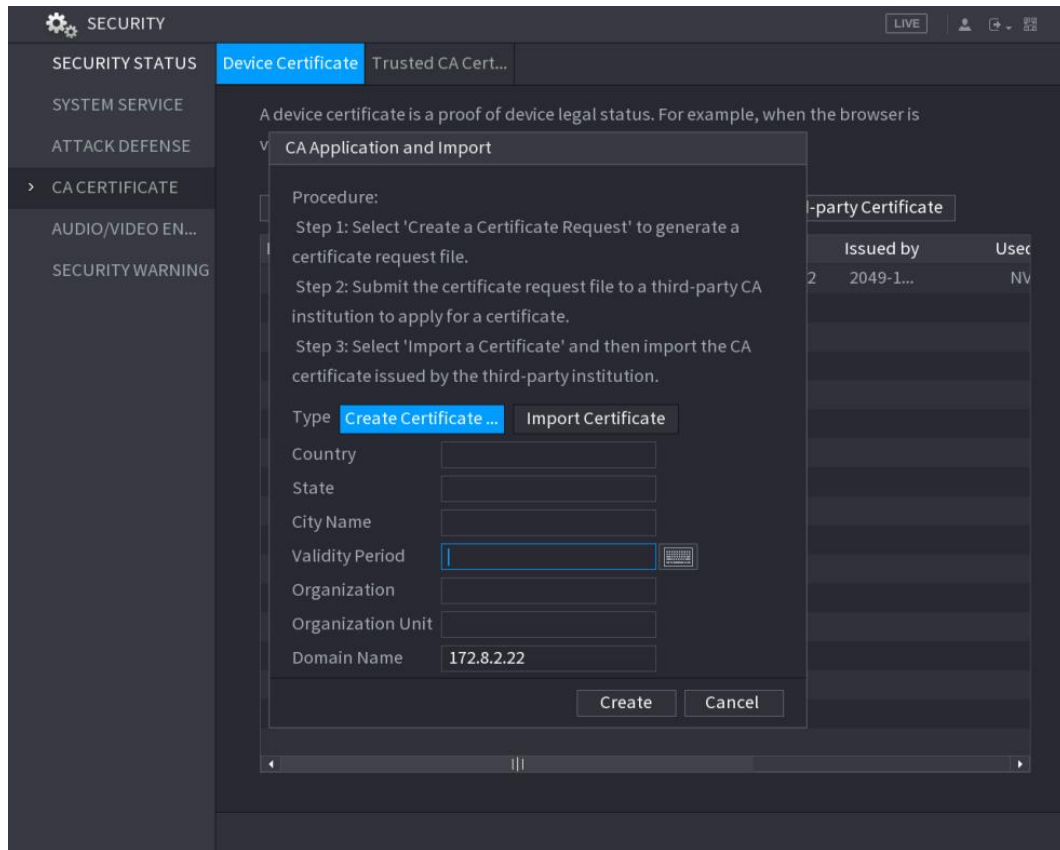 SECURITY
LIVE
SECURITY STATUS
SYSTEM SERVICE
ATTACK DEFENSE
CA CERTIFICATE
AUDIO/VIDEO EN...
SECURITY WARNING
Device Certificate
Trusted CA Cert...
A device certificate is a proof of device legal status. For example, when the browser is
CA Application and Import
Procedure:
Step 1: Select 'Create a Certificate Request' to generate a
certificate request file.
Step 2: Submit the certificate request file to a third-party CA
institution to apply for a certificate.
Step 3: Select 'Import a Certificate' and then import the CA
certificate issued by the third-party institution.
Type Create Certificate ... Import Certificate
Country
State
City Name
Validity Period
Organization
Organization Unit
Domain Name 172.8.2.22
Create Cancel
-party Certificate
Issued by Used
2 2049-1... NV